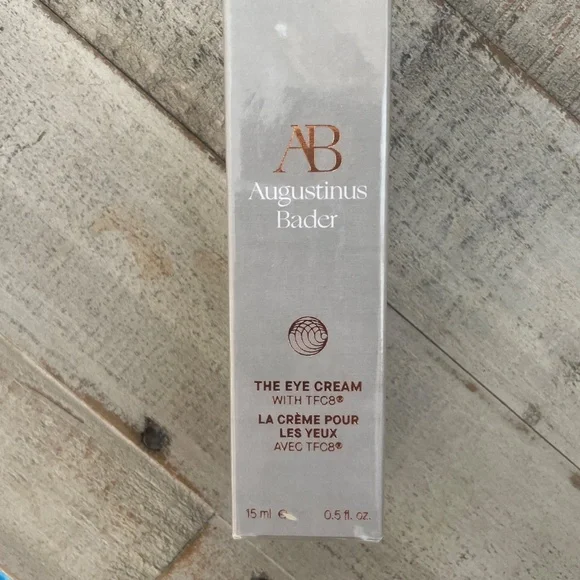 AB
Augustinus
Bader
THE EYE CREAM
WITH TFC8®
LA CRÈME POUR
LES YEUX
AVEC TFC8®
15 ml ℮ 0.5 fl. oz.